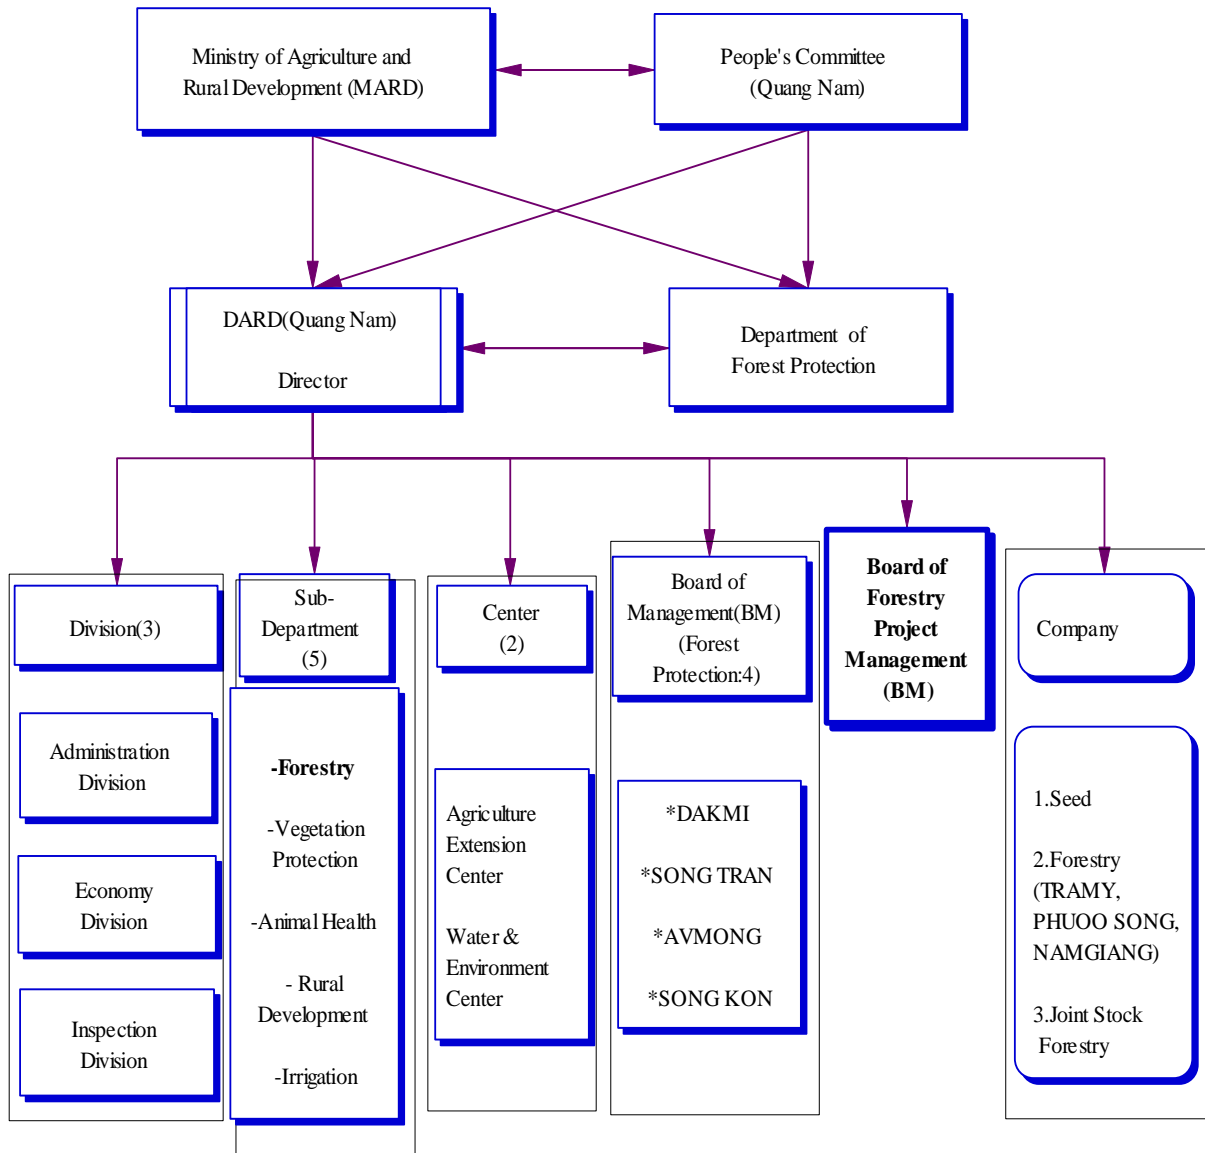 Ministry of Agriculture and
Rural Development (MARD)
People's Committee
(Quang Nam)
DARD(Quang Nam)
Director
Department of
Forest Protection
Division(3)
Administration
Division
Economy
Division
Inspection
Division
Sub-
Department
(5)
-Forestry
-Vegetation
Protection
-Animal Health
- Rural
Development
-Irrigation
Center
(2)
Agriculture
Extension
Center
Water &
Environment
Center
Board of
Management(BM)
(Forest
Protection:4)
*DAKMI
*SONG TRAN
*AVMONG
*SONG KON
Board of
Forestry
Project
Management
(BM)
Company
1.Seed
2.Forestry
(TRAMY,
PHUOO SONG,
NAMGIANG)
3.Joint Stock
Forestry